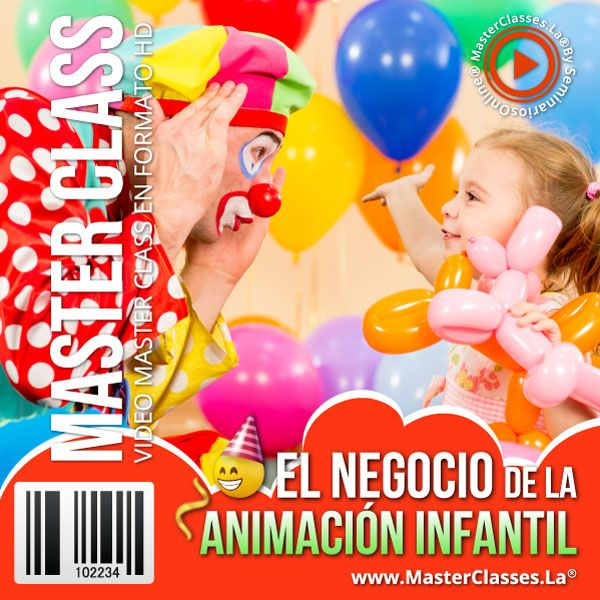 MASTER CLASS
VIDEO MASTER CLASS EN FORMATO HD
MasterClasses.La®By SeminariosOnline®
EL NEGOCIO DE LA
ANIMACIÓN INFANTIL
102234
www.MasterClasses.La®